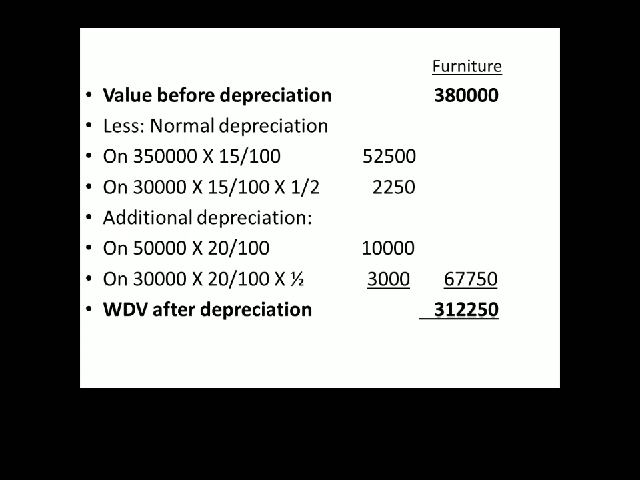 Furniture
• Value before depreciation 380000
• Less: Normal depreciation
• On 350000 X 15/100 52500
• On 30000 X 15/100 X 1/2 2250
• Additional depreciation:
• On 50000 X 20/100 10000
• On 30000 X 20/100 X ½ 3000 67750
• WDV after depreciation 312250